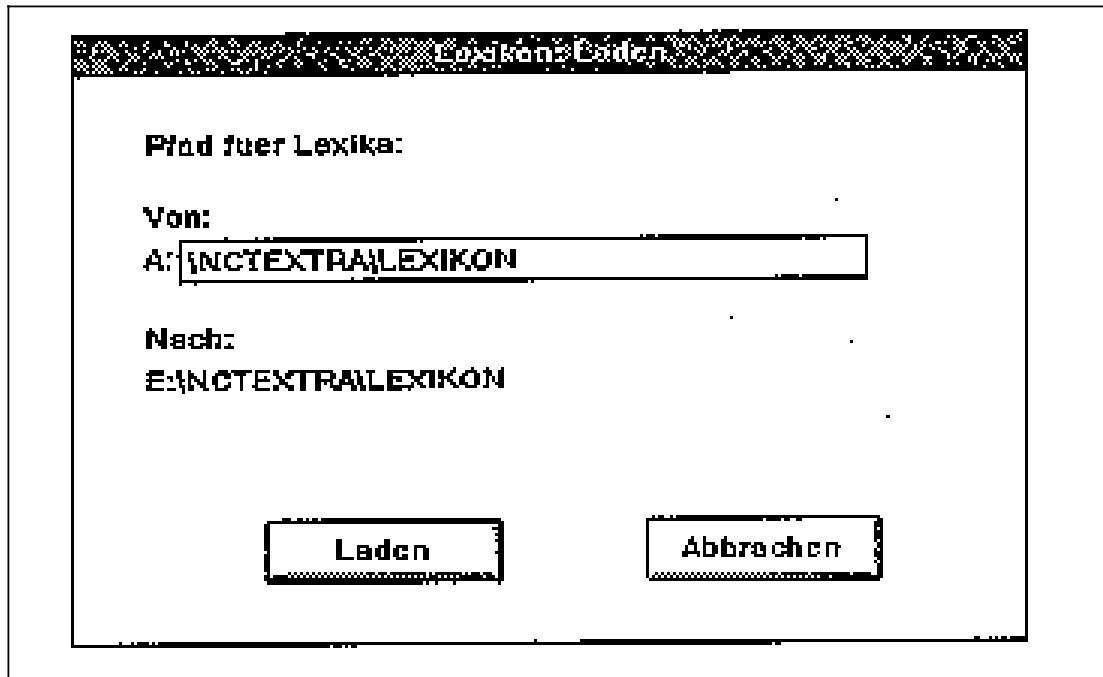 Lexikon: Laden
Pfad fuer Lexika:
Von:
A: \NCTEXTRA\LEXIKON
Nach:
E:\NCTEXTRA\LEXIKON
Laden Abbrechen